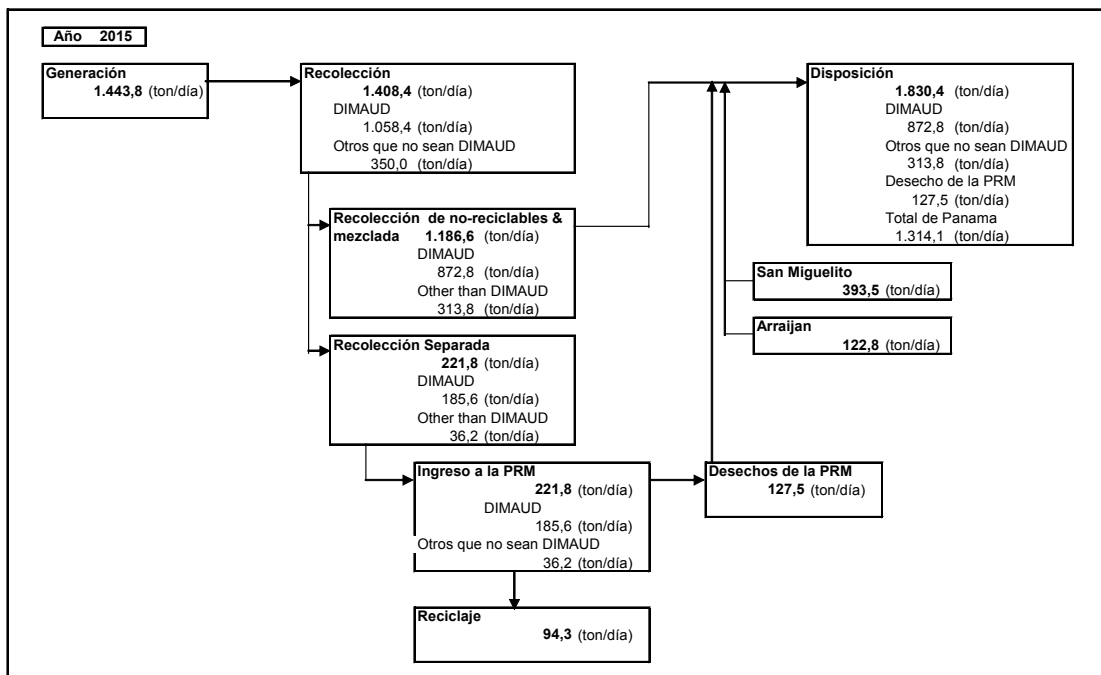 Año 2015
Generación
1.443,8 (ton/día)
Recolección
1.408,4 (ton/día)
DIMAUD
1.058,4 (ton/día)
Otros que no sean DIMAUD
350,0 (ton/día)
Disposición
1.830,4 (ton/día)
DIMAUD
872,8 (ton/día)
Otros que no sean DIMAUD
313,8 (ton/día)
Desecho de la PRM
127,5 (ton/día)
Total de Panama
1.314,1 (ton/día)
Recolección de no-reciclables &
mezclada 1.186,6 (ton/día)
DIMAUD
872,8 (ton/día)
Other than DIMAUD
313,8 (ton/día)
San Miguelito
393,5 (ton/día)
Arraijan
122,8 (ton/día)
Recolección Separada
221,8 (ton/día)
DIMAUD
185,6 (ton/día)
Other than DIMAUD
36,2 (ton/día)
Ingreso a la PRM
221,8 (ton/día)
DIMAUD
185,6 (ton/día)
Otros que no sean DIMAUD
36,2 (ton/día)
Desechos de la PRM
127,5 (ton/día)
Reciclaje
94,3 (ton/día)